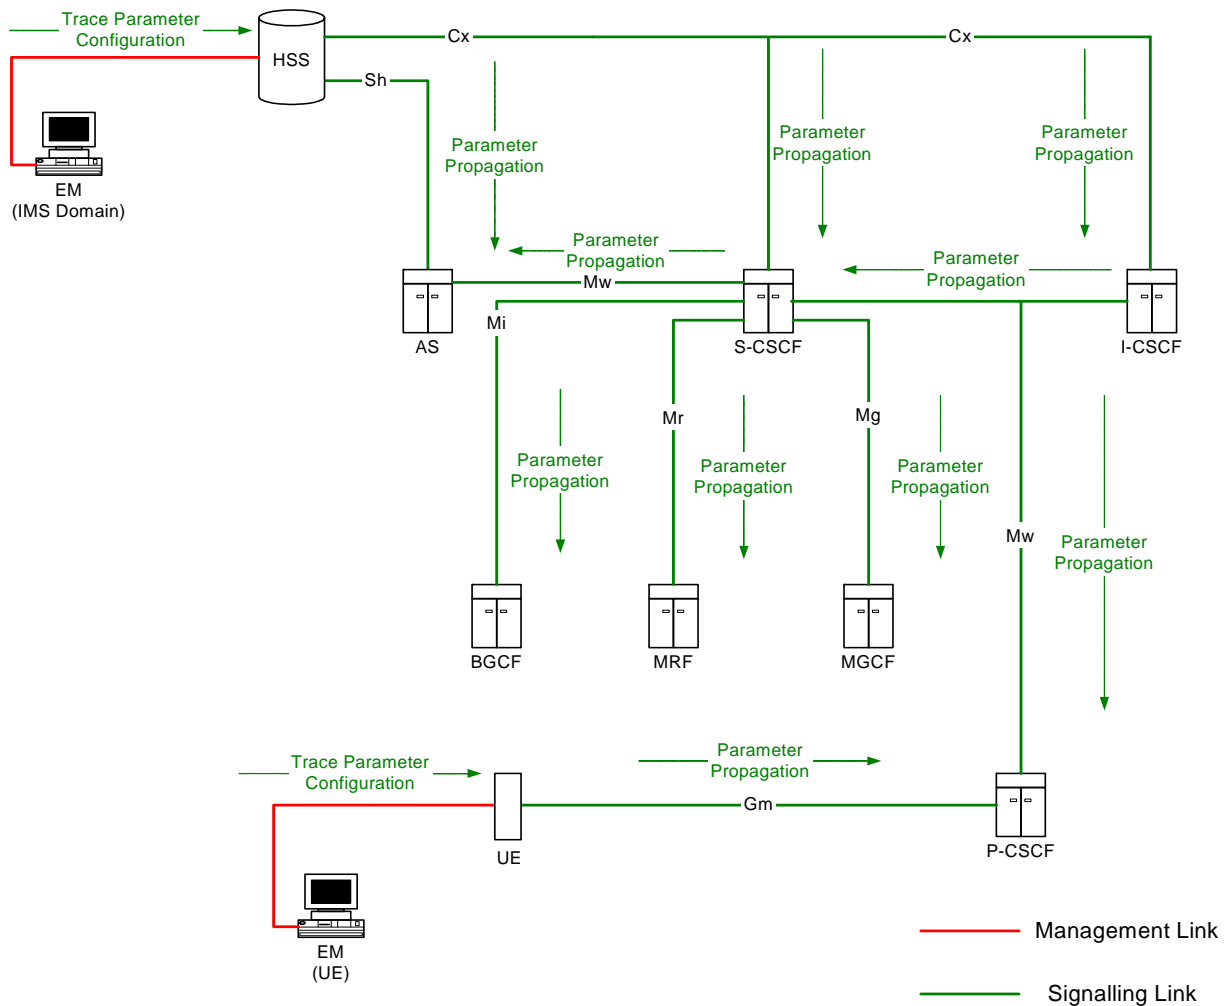 Trace Parameter
Configuration
HSS
Cx
Cx
Sh
Parameter
Propagation
Parameter
Propagation
Parameter
Propagation
EM
(IMS Domain)
Parameter
Propagation
Parameter
Propagation
Mw
Mi
AS
S-CSCF
I-CSCF
Mr
Mg
Parameter
Propagation
Parameter
Propagation
Parameter
Propagation
Mw
Parameter
Propagation
BGCF
MRF
MGCF
Trace Parameter
Configuration
Parameter
Propagation
Gm
UE
P-CSCF
EM
(UE)
Management Link
Signalling Link